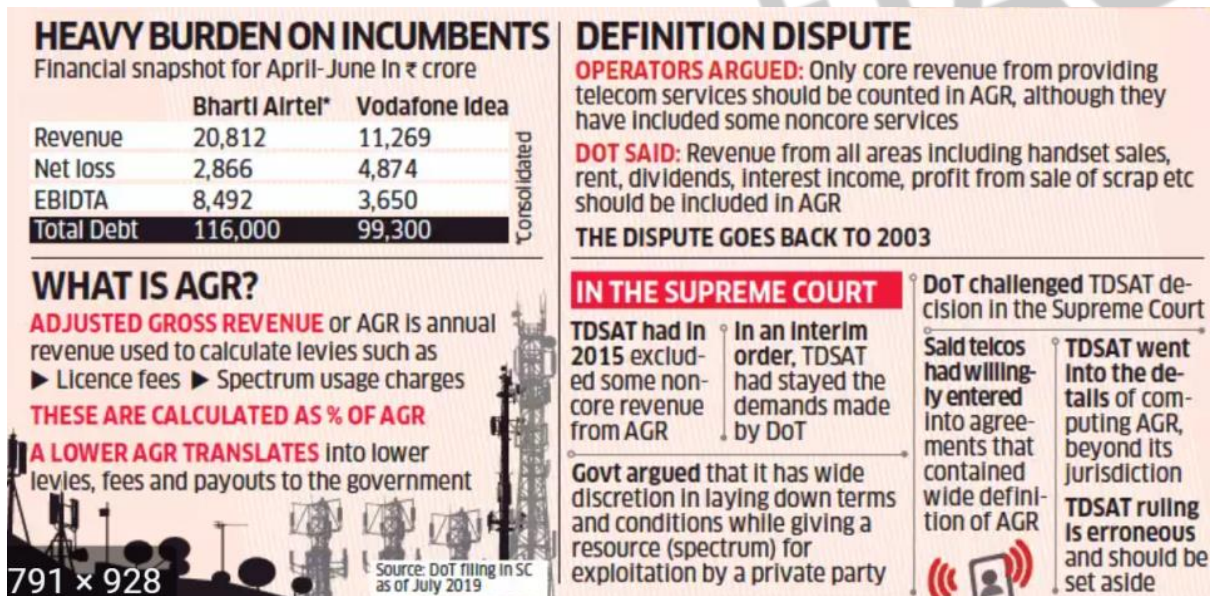 HEAVY BURDEN ON INCUMBENTS
Financial snapshot for April-June In ₹ crore
Bharti Airtel* Vodafone Idea
Revenue 20,812 11,269
Net loss 2,866 4,874
EBIDTA 8,492 3,650
Total Debt 116,000 99,300
*Consolidated
WHAT IS AGR?
ADJUSTED GROSS REVENUE or AGR is annual
revenue used to calculate levies such as
▶ Licence fees ▶ Spectrum usage charges
THESE ARE CALCULATED AS % OF AGR
A LOWER AGR TRANSLATES into lower
levies, fees and payouts to the government
Source: DoT filing in SC
as of July 2019
791 × 928
DEFINITION DISPUTE
OPERATORS ARGUED: Only core revenue from providing
telecom services should be counted in AGR, although they
have included some noncore services
DOT SAID: Revenue from all areas including handset sales,
rent, dividends, interest income, profit from sale of scrap etc
should be included in AGR
THE DISPUTE GOES BACK TO 2003
IN THE SUPREME COURT
TDSAT had in
2015 exclud-
ed some non-
core revenue
from AGR
In an interim
order, TDSAT
had stayed the
demands made
by DoT
Govt argued that it has wide
discretion in laying down terms
and conditions while giving a
resource (spectrum) for
exploitation by a private party
DoT challenged TDSAT de-
cision in the Supreme Court
Said telcos
had willing-
ly entered
into agree-
ments that
contained
wide defini-
tion of AGR
TDSAT went
into the de-
tails of com-
puting AGR,
beyond its
jurisdiction
TDSAT ruling
is erroneous
and should be
set aside